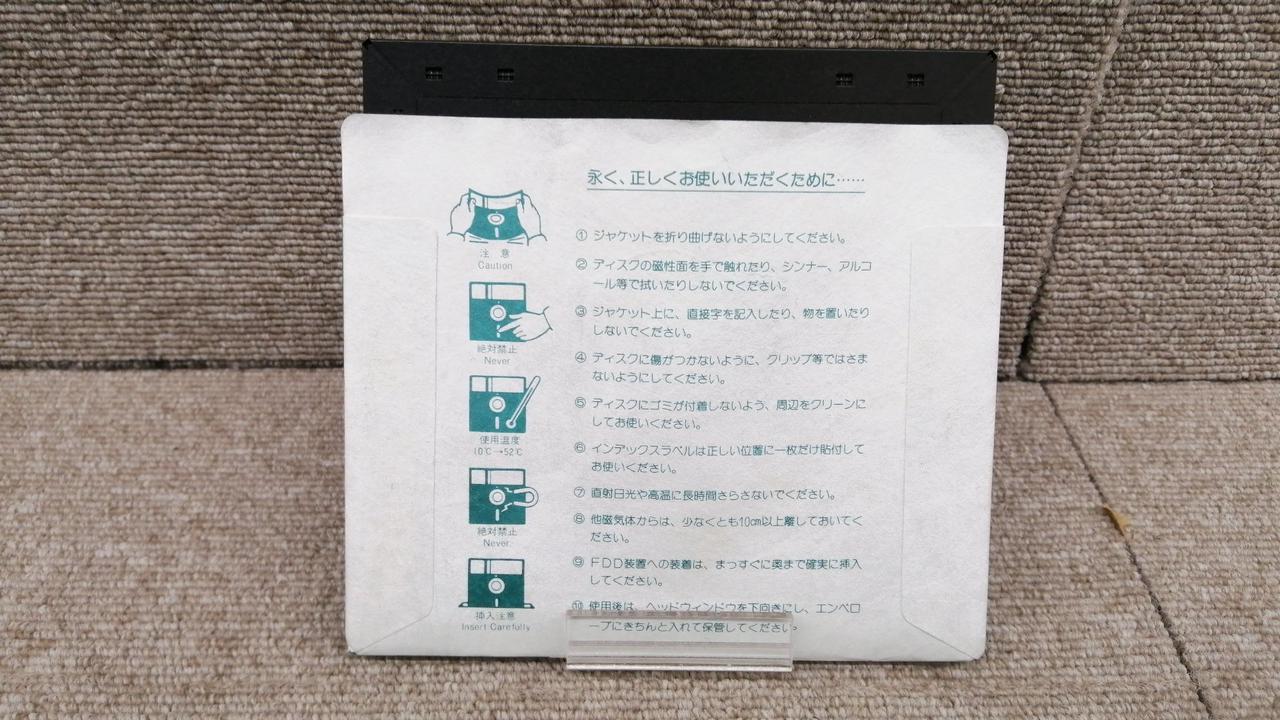 永く、正しくお使いいただくために……
① ジャケットを折り曲げないようにしてください。
② ディスクの磁性面を手で触れたり、シンナー、アルコ
ール等で拭いたりしないでください。
③ ジャケット上に、直接字を記入したり、物を置いたり
しないでください。
④ ディスクに傷がつかないように、クリップ等ではさま
ないようにしてください。
⑤ ディスクにゴミが付着しないよう、周辺をクリーンに
してお使いください。
⑥ インデックスラベルは正しい位置に一枚だけ貼付して
お使いください。
⑦ 直射日光や高温に長時間さらさないでください。
⑧ 他磁気体からは、少なくとも10cm以上離しておいてく
ださい。
⑨ FDD装置への装着は、まっすぐに奥まで確実に挿入
してください。
⑩ 使用後は、ヘッドウィンドウを下向きにし、エンベロ
ープにきちんと入れて保管してください。
注意
Caution
絶対禁止
Never
使用温度
10℃→52℃
絶対禁止
Never.
挿入注意
Insert Carefully